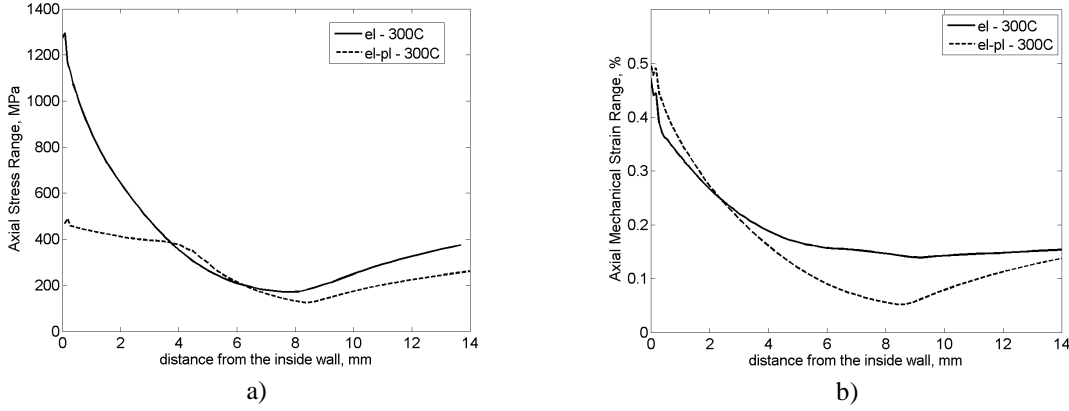 1400
1200
1000
800
600
400
200
0
Axial Stress Range, MPa
el - 300C
el-pl - 300C
0 2 4 6 8 10 12 14
distance from the inside wall, mm
a)
0.5
0.4
0.3
0.2
0.1
0
Axial Mechanical Strain Range, %
el - 300C
el-pl - 300C
0 2 4 6 8 10 12 14
distance from the inside wall, mm
b)